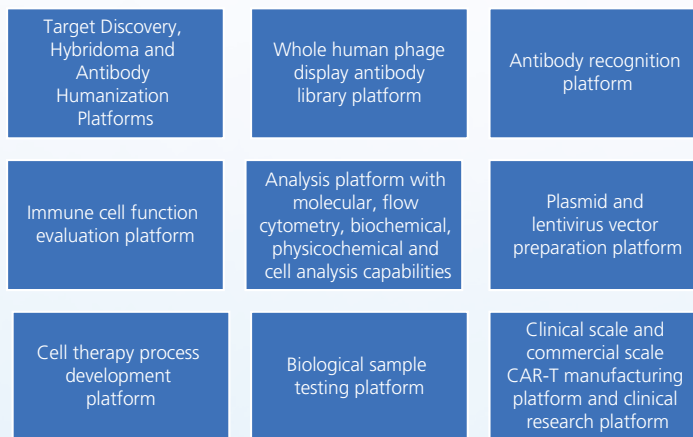 Target Discovery,
Hybridoma and
Antibody
Humanization
Platforms
Whole human phage
display antibody
library platform
Antibody recognition
platform
Immune cell function
evaluation platform
Analysis platform with
molecular, flow
cytometry, biochemical,
physicochemical and
cell analysis capabilities
Plasmid and
lentivirus vector
preparation platform
Cell therapy process
development
platform
Biological sample
testing platform
Clinical scale and
commercial scale
CAR-T manufacturing
platform and clinical
research platform